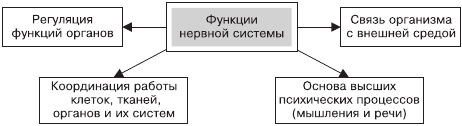 Функции
нервной системы
Регуляция
функций органов
Связь организма
с внешней средой
Координация работы
клеток, тканей,
органов и их систем
Основа высших
психических процессов
(мышления и речи)